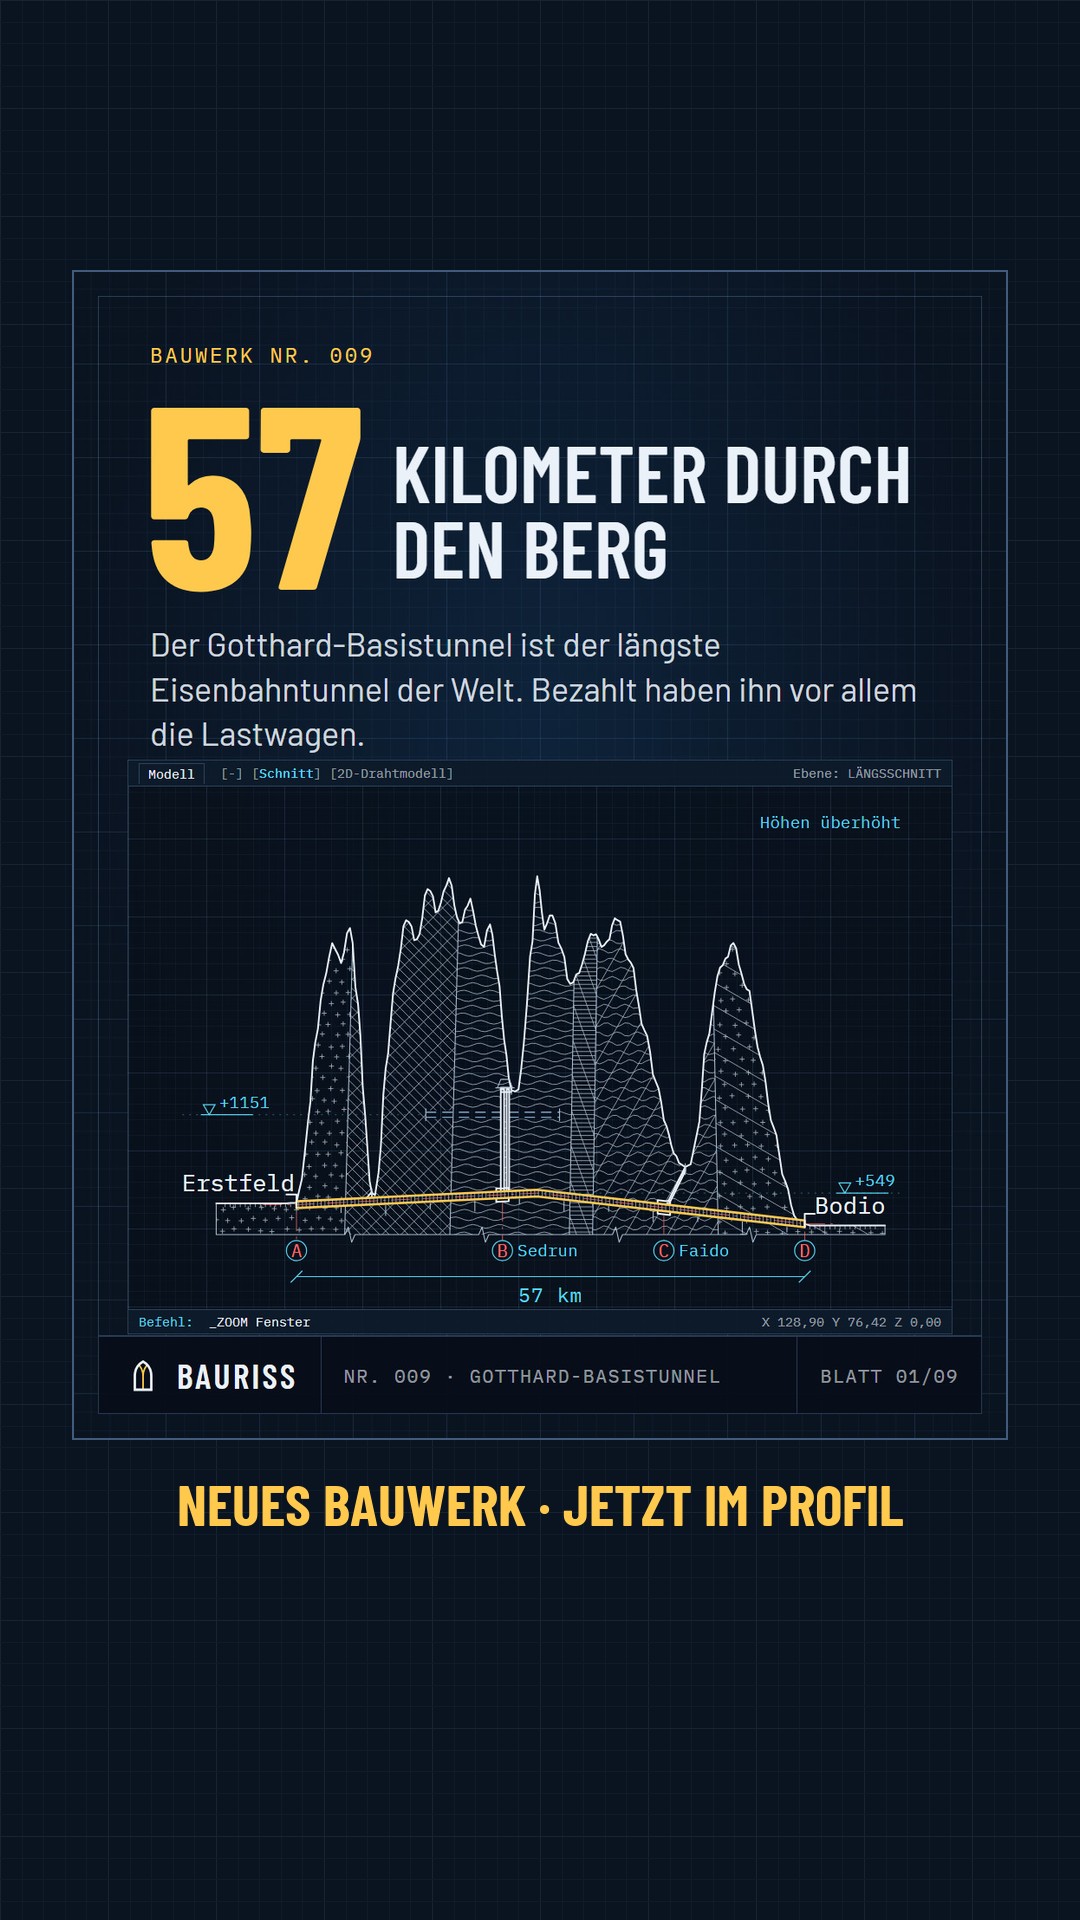 BAUWERK NR. 009
57
KILOMETER DURCH
DEN BERG
Der Gotthard-Basistunnel ist der längste
Eisenbahntunnel der Welt. Bezahlt haben ihn vor allem
die Lastwagen.
Modell [-] [Schnitt] [2D-Drahtmodell] Ebene: LÄNGSSCHNITT
Höhen überhöht
+1151
Erstfeld
+549
Bodio
A B Sedrun C Faido D
57 km
Befehl: _ZOOM Fenster X 128,90 Y 76,42 Z 0,00
BAURISS NR. 009 · GOTTHARD-BASISTUNNEL BLATT 01/09
NEUES BAUWERK · JETZT IM PROFIL